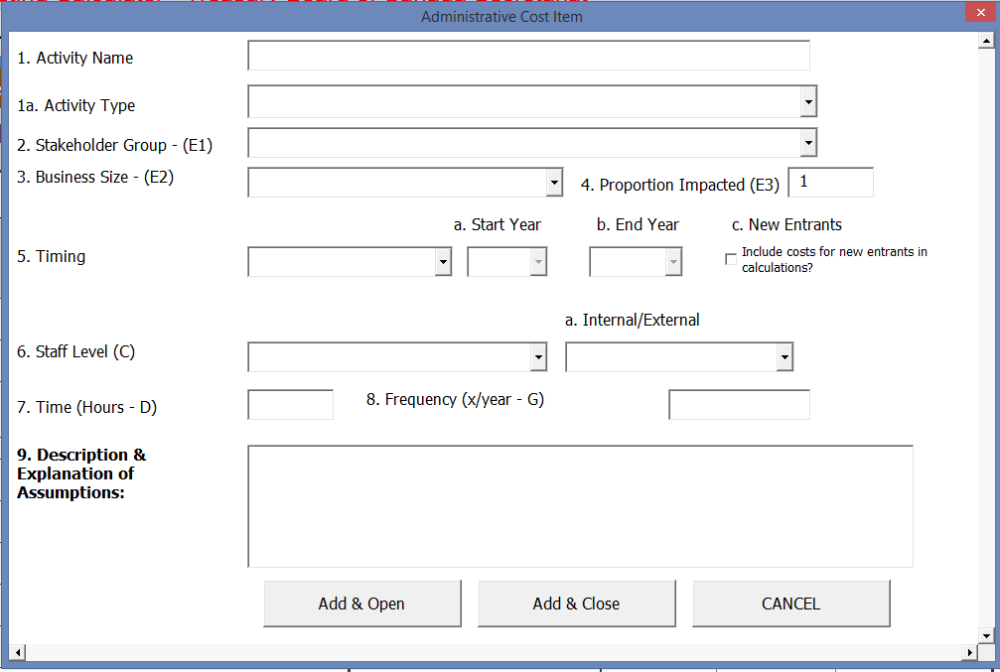 Administrative Cost Item
1. Activity Name
1a. Activity Type
2. Stakeholder Group - (E1)
3. Business Size - (E2)
4. Proportion Impacted (E3)
1
a. Start Year
b. End Year
c. New Entrants
5. Timing
Include costs for new entrants in
calculations?
a. Internal/External
6. Staff Level (C)
7. Time (Hours - D)
8. Frequency (x/year - G)
9. Description &
Explanation of
Assumptions:
Add & Open
Add & Close
CANCEL